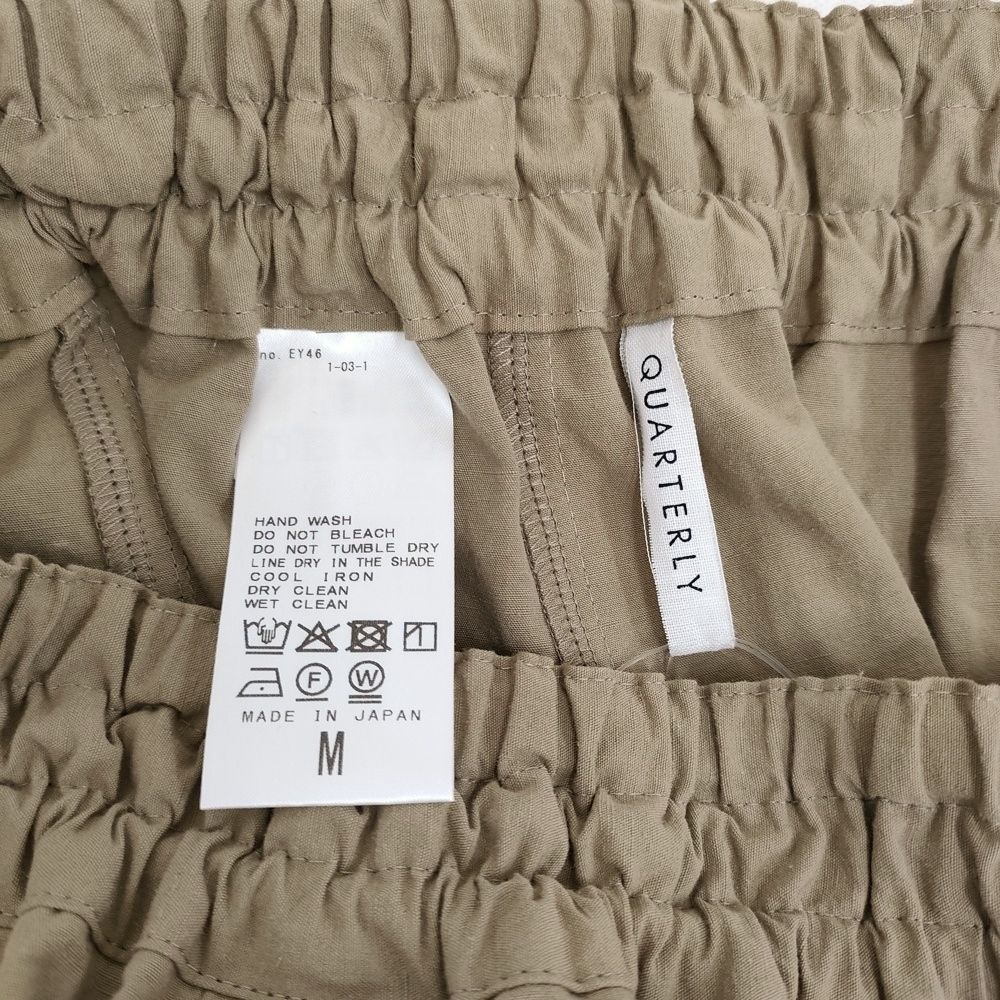 no. EY46
1-03-1
HAND WASH
DO NOT BLEACH
DO NOT TUMBLE DRY
LINE DRY IN THE SHADE
COOL IRON
DRY CLEAN
WET CLEAN
F W
MADE IN JAPAN
M
QUARTERLY